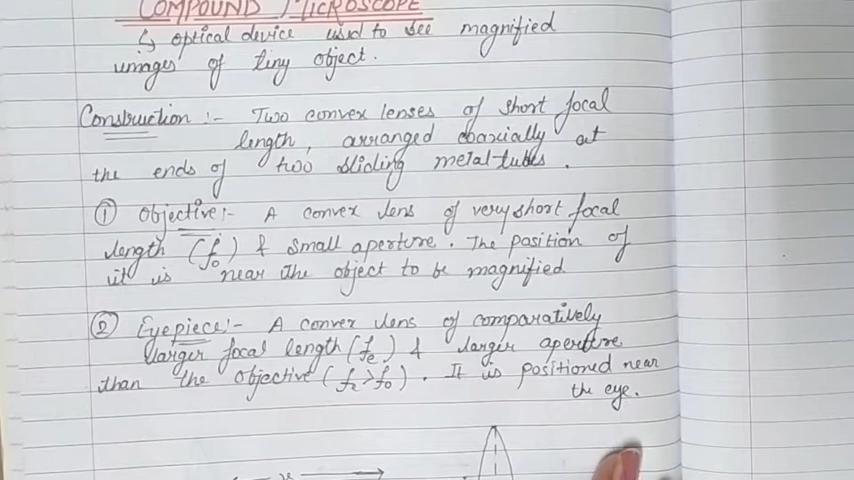 COMPOUND MICROSCOPE
↳ optical device used to see magnified
images of tiny object.
Construction :- Two convex lenses of short focal
length, arranged coaxially at
the ends of two sliding metal-tubes.
① Objective :- A convex lens of very short focal
length (fo) & small aperture. The position of
it is near the object to be magnified
② Eyepiece :- A convex lens of comparatively
larger focal length (fe) & larger aperture
than the objective (fe > fo). It is positioned near
the eye.